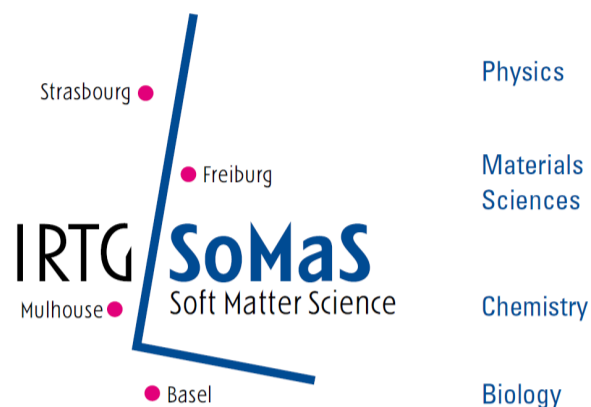 Strasbourg
Freiburg
IRTG SoMaS
Soft Matter Science
Mulhouse
Basel
Physics
Materials
Sciences
Chemistry
Biology